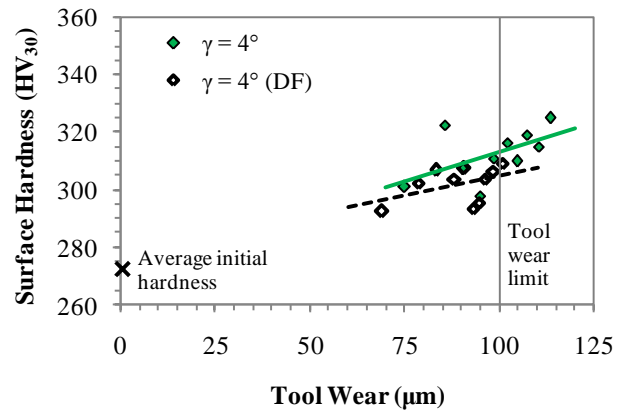 Surface Hardness (HV30)
360
340
320
300
280
260
γ = 4°
γ = 4° (DF)
Average initial
hardness
Tool
wear
limit
0
25
50
75
100
125
Tool Wear (µm)